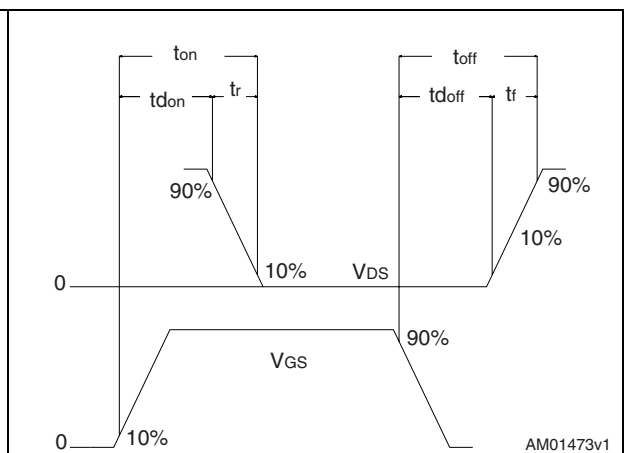 ton toff
tdon tr tdoff tf
90% 90%
10% 10%
0 VDS
VGS 90%
0 10%
AM01473v1